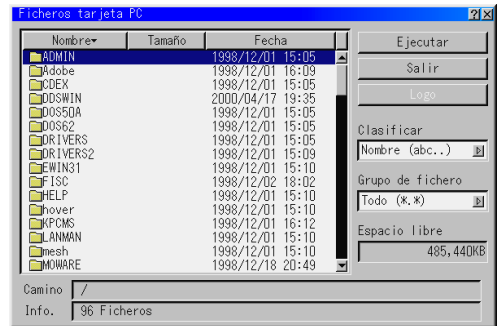 Ficheros tarjeta PC
Nombre Tamaño Fecha
ADMIN 1998/12/01 15:05
Adobe 1998/12/01 16:09
CDEX 1998/12/01 15:05
DDSWIN 2000/04/17 19:35
DOS50A 1998/12/01 15:05
DOS62 1998/12/01 15:05
DRIVERS 1998/12/01 15:05
DRIVERS2 1998/12/01 15:09
EWIN31 1998/12/01 15:10
FISC 1998/12/02 18:02
HELP 1998/12/01 15:10
hover 1998/12/01 15:10
KPCMS 1998/12/01 16:12
LANMAN 1998/12/01 15:10
mesh 1998/12/01 15:10
MOWARE 1998/12/18 20:49
Ejecutar
Salir
Logo
Clasificar
Nombre (abc..)
Grupo de fichero
Todo (*.*)
Espacio libre
485,440KB
Camino /
Info. 96 Ficheros